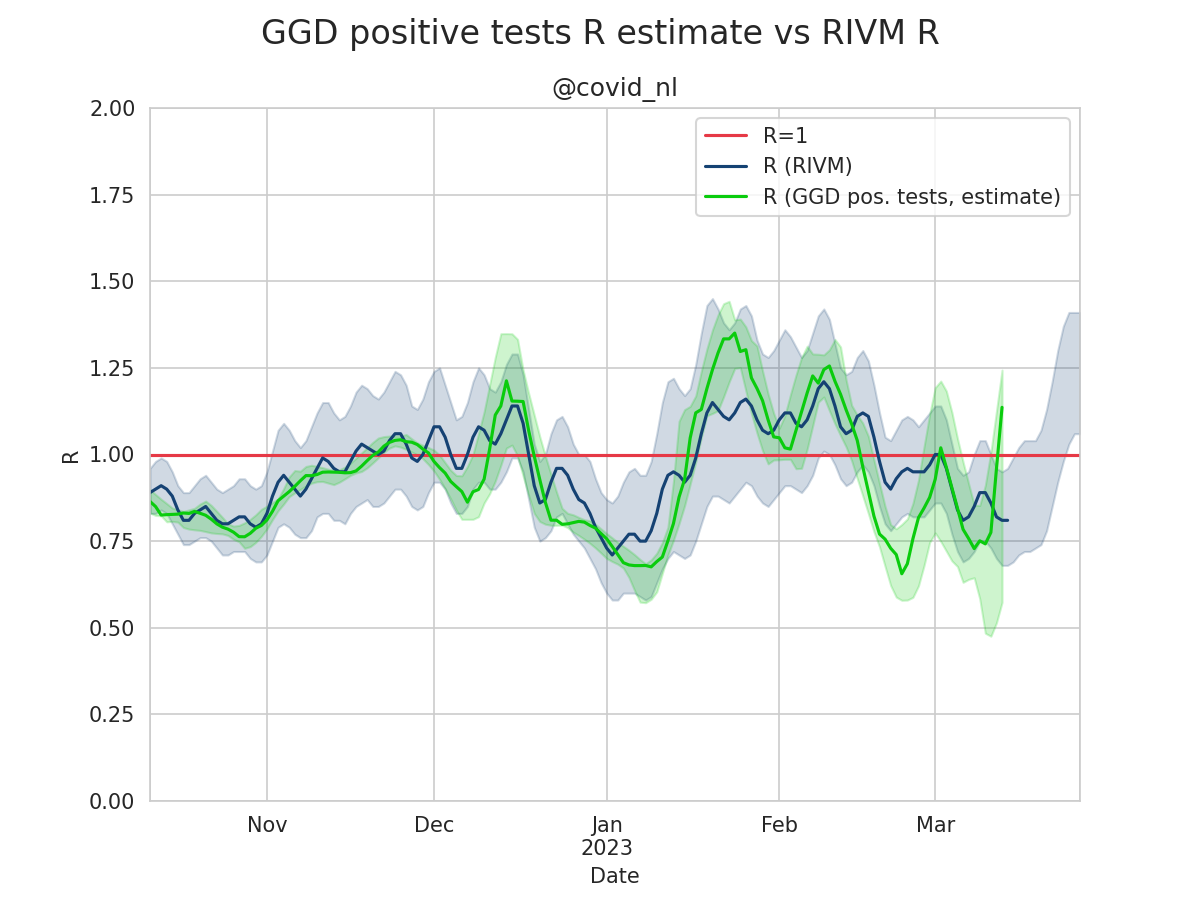 GGD positive tests R estimate vs RIVM R
@covid_nl
R=1
R (RIVM)
R (GGD pos. tests, estimate)
2.00
1.75
1.50
1.25
1.00
0.75
0.50
0.25
0.00
R
Nov
Dec
Jan
2023
Feb
Mar
Date